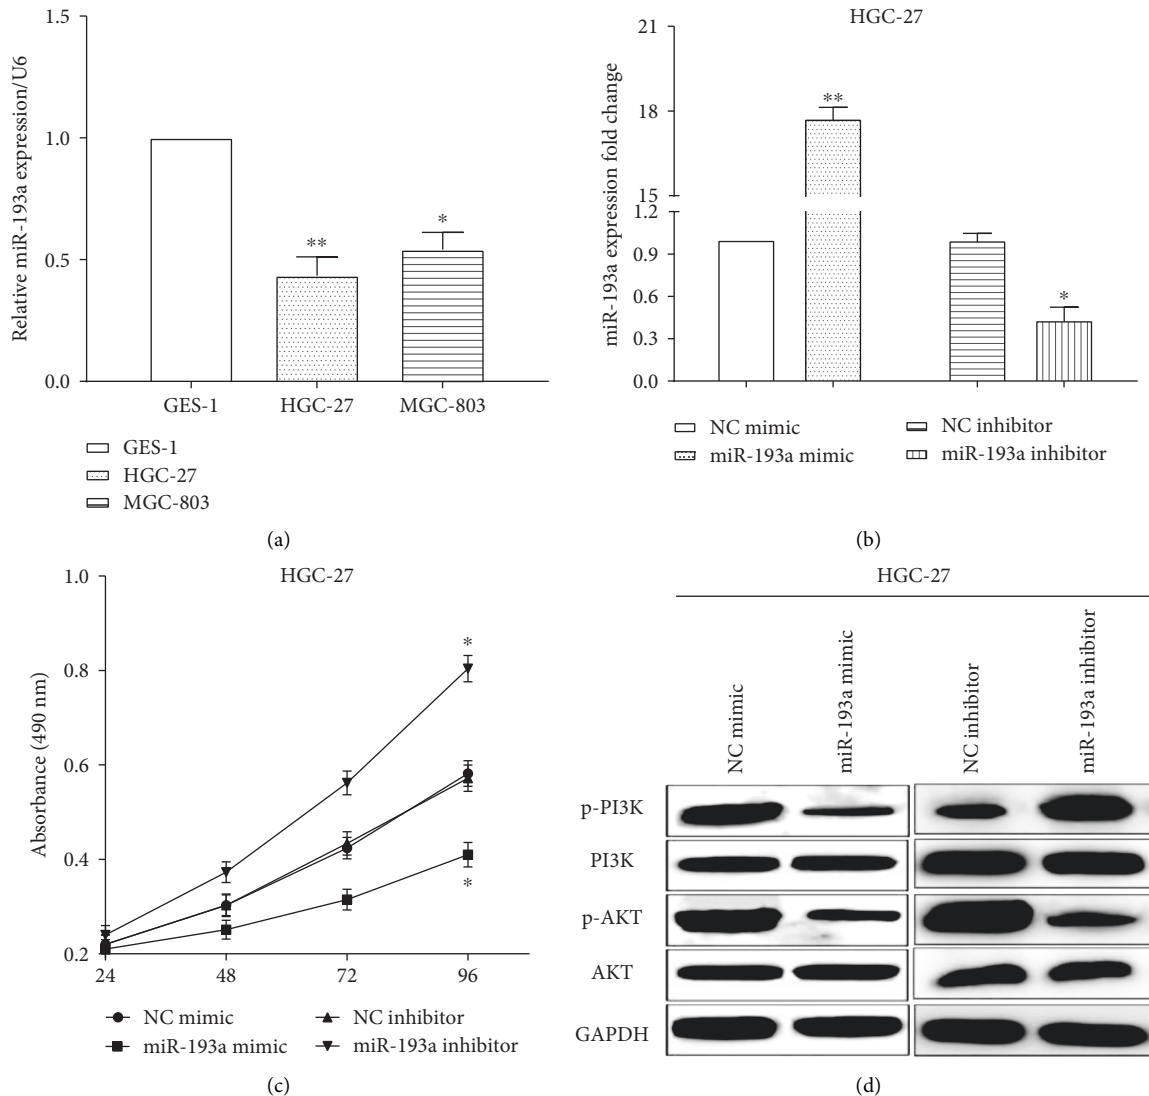 (a)
Relative miR-193a expression/U6
1.5
1.0
0.5
0.0
**
*
GES-1 HGC-27 MGC-803
GES-1
HGC-27
MGC-803
(b)
HGC-27
miR-193a expression fold change
21
18
15
1.2
0.9
0.6
0.3
0.0
**
*
NC mimic
miR-193a mimic
NC inhibitor
miR-193a inhibitor
HGC-27
Absorbance (490 nm)
1.0
0.8
0.6
0.4
0.2
*
*
24 48 72 96
NC mimic
miR-193a mimic
NC inhibitor
miR-193a inhibitor
(c)
HGC-27
NC mimic
miR-193a mimic
NC inhibitor
miR-193a inhibitor
p-PI3K
PI3K
p-AKT
AKT
GAPDH
(d)